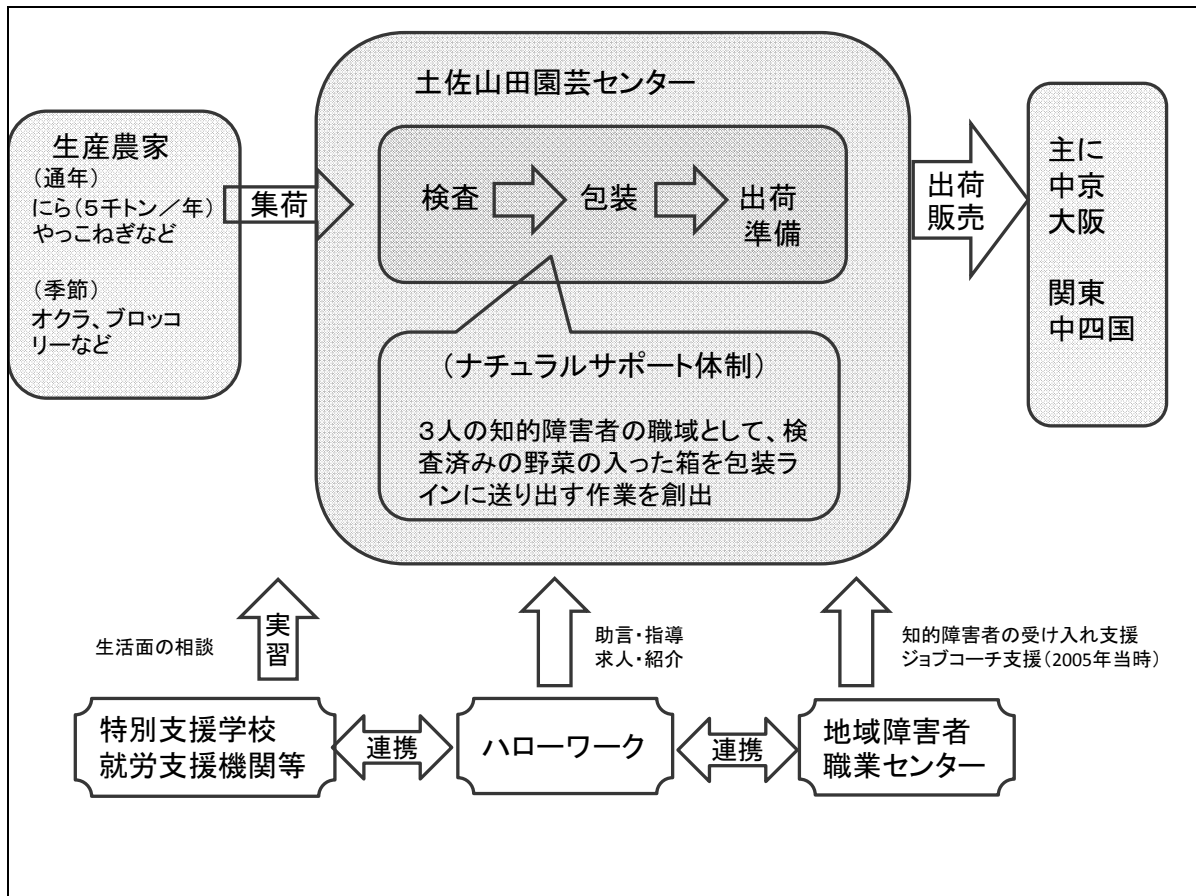 土佐山田園芸センター
生産農家
（通年）
にら（５千トン／年）
やっこねぎなど
（季節）
オクラ、ブロッコ
リーなど
集荷
検査
包装
出荷
準備
（ナチュラルサポート体制）
３人の知的障害者の職域として、検
査済みの野菜の入った箱を包装ラ
インに送り出す作業を創出
出荷
販売
主に
中京
大阪
関東
中四国
生活面の相談
実習
助言・指導
求人・紹介
知的障害者の受け入れ支援
ジョブコーチ支援（2005年当時）
特別支援学校
就労支援機関等
連携
ハローワーク
連携
地域障害者
職業センター